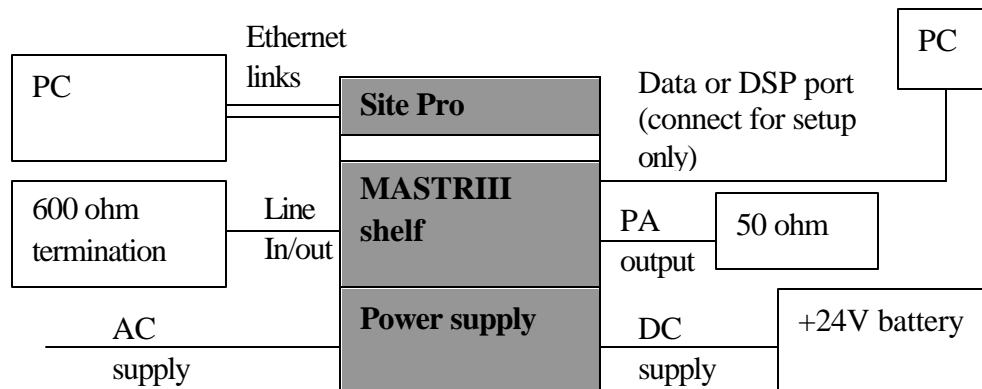 PC
Ethernet
links
Site Pro
Data or DSP port
(connect for setup
only)
PC
600 ohm
termination
Line
In/out
MASTRIII
shelf
PA
output
50 ohm
AC
supply
Power supply
DC
supply
+24V battery